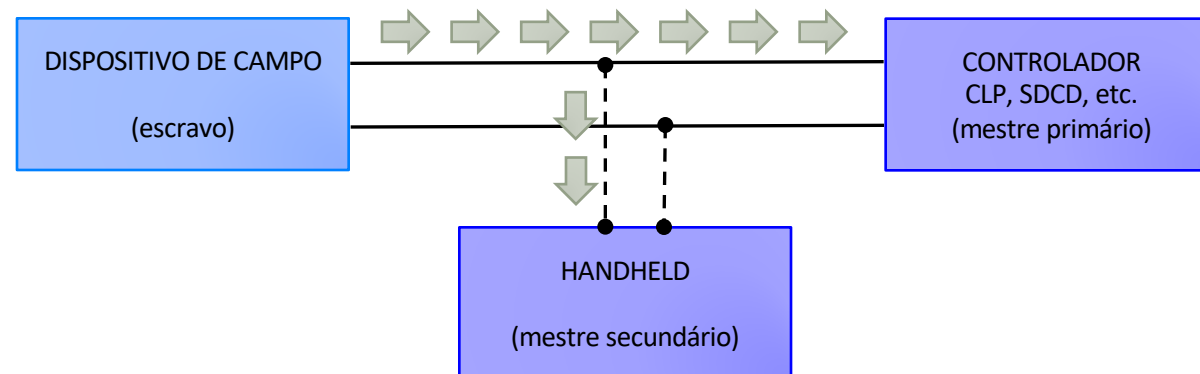 DISPOSITIVO DE CAMPO
(escravo)
CONTROLADOR
CLP, SDCD, etc.
(mestre primário)
HANDHELD
(mestre secundário)